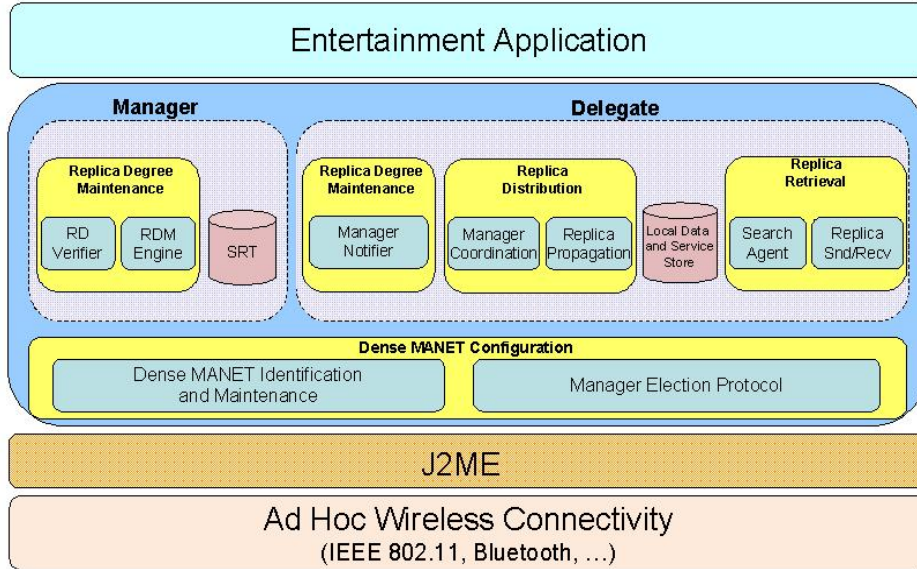 Entertainment Application
Manager
Delegate
Replica Degree
Maintenance
RD
Verifier
RDM
Engine
SRT
Replica Degree
Maintenance
Manager
Notifier
Replica
Distribution
Manager
Coordination
Replica
Propagation
Local Data
and Service
Store
Replica
Retrieval
Search
Agent
Replica
Snd/Recv
Dense MANET Configuration
Dense MANET Identification
and Maintenance
Manager Election Protocol
J2ME
Ad Hoc Wireless Connectivity
(IEEE 802.11, Bluetooth, ...)